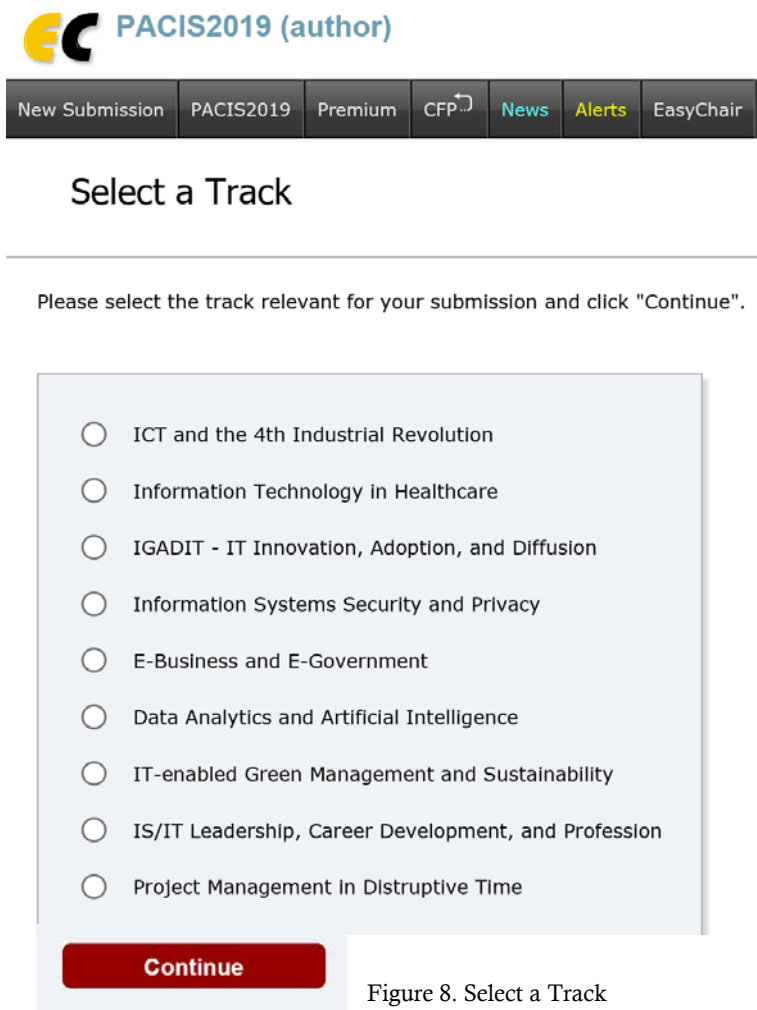 EC PACIS2019 (author)
New Submission PACIS2019 Premium CFP News Alerts EasyChair
Select a Track
Please select the track relevant for your submission and click "Continue".
ICT and the 4th Industrial Revolution
Information Technology in Healthcare
IGADIT - IT Innovation, Adoption, and Diffusion
Information Systems Security and Privacy
E-Business and E-Government
Data Analytics and Artificial Intelligence
IT-enabled Green Management and Sustainability
IS/IT Leadership, Career Development, and Profession
Project Management in Distruptive Time
Continue
Figure 8. Select a Track